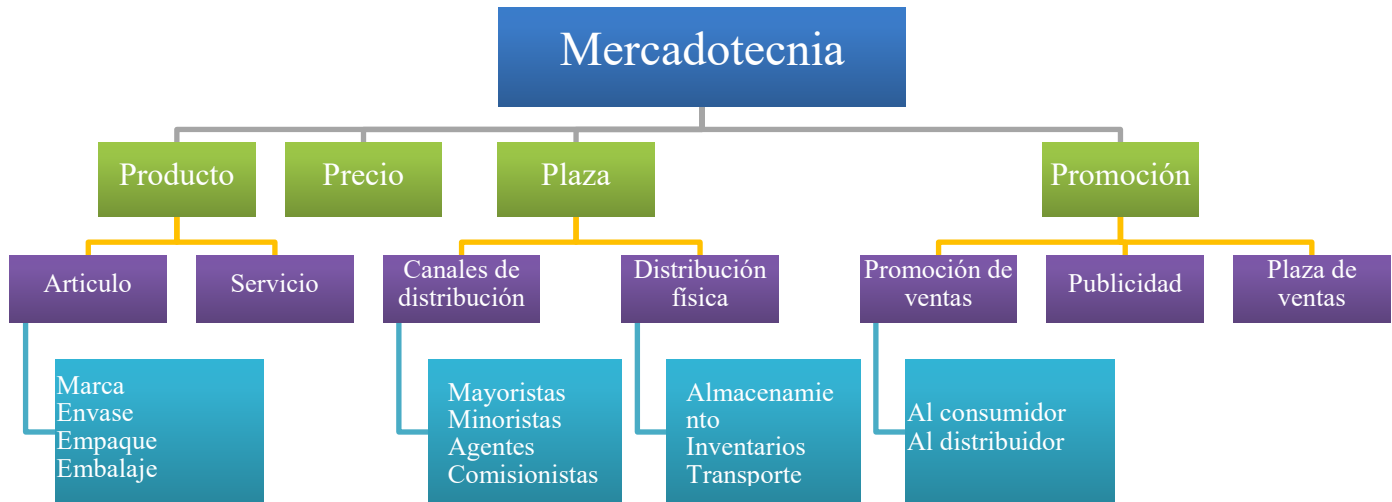 Mercadotecnia
Producto
Precio
Plaza
Promoción
Articulo
Servicio
Canales de
distribución
Distribución
física
Promoción de
ventas
Publicidad
Plaza de
ventas
Marca
Envase
Empaque
Embalaje
Mayoristas
Minoristas
Agentes
Comisionistas
Almacenamie
nto
Inventarios
Transporte
Al consumidor
Al distribuidor